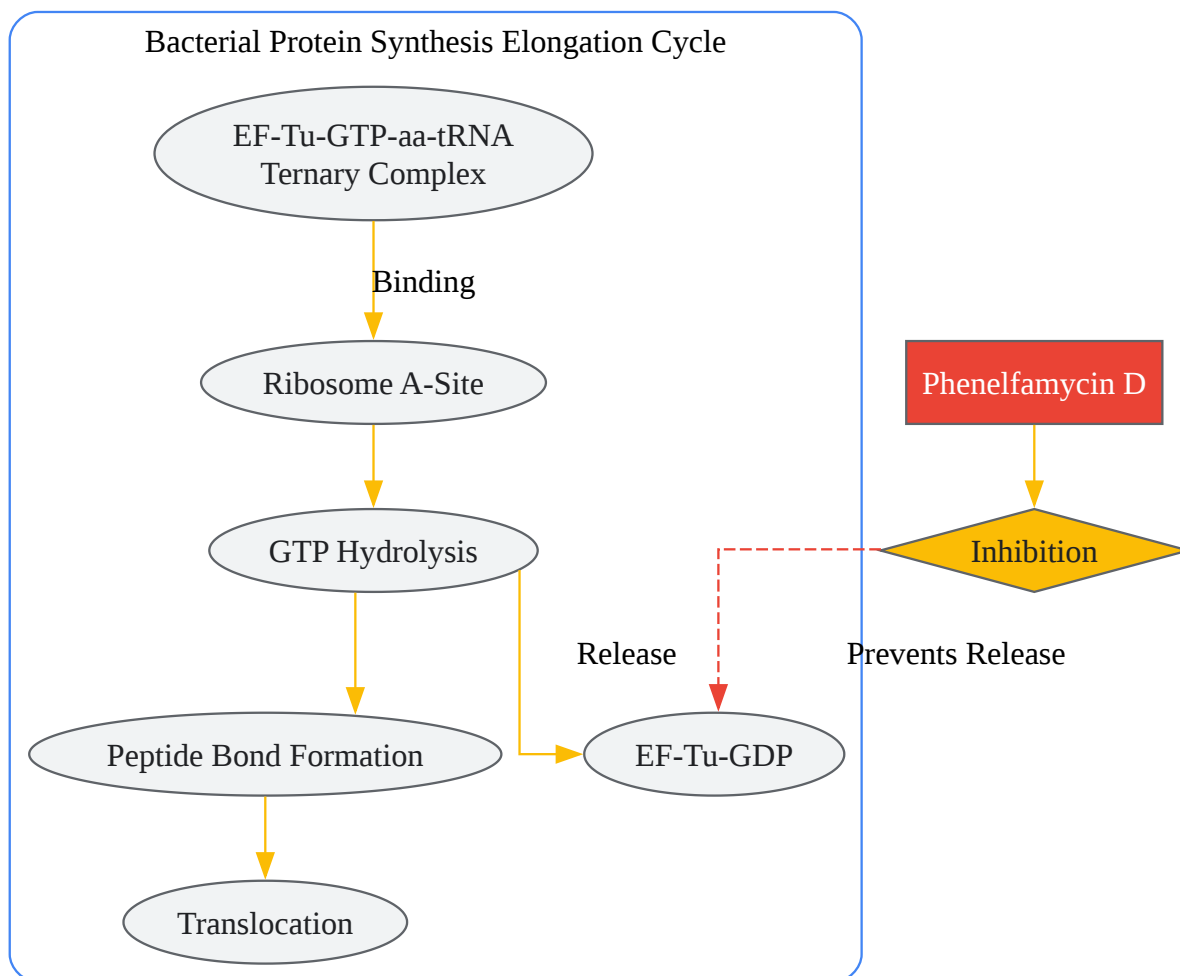 Bacterial Protein Synthesis Elongation Cycle
EF-Tu-GTP-aa-tRNA
Ternary Complex
Binding
Ribosome A-Site
Phenelfamycin D
GTP Hydrolysis
Inhibition
Release
Prevents Release
Peptide Bond Formation
EF-Tu-GDP
Translocation